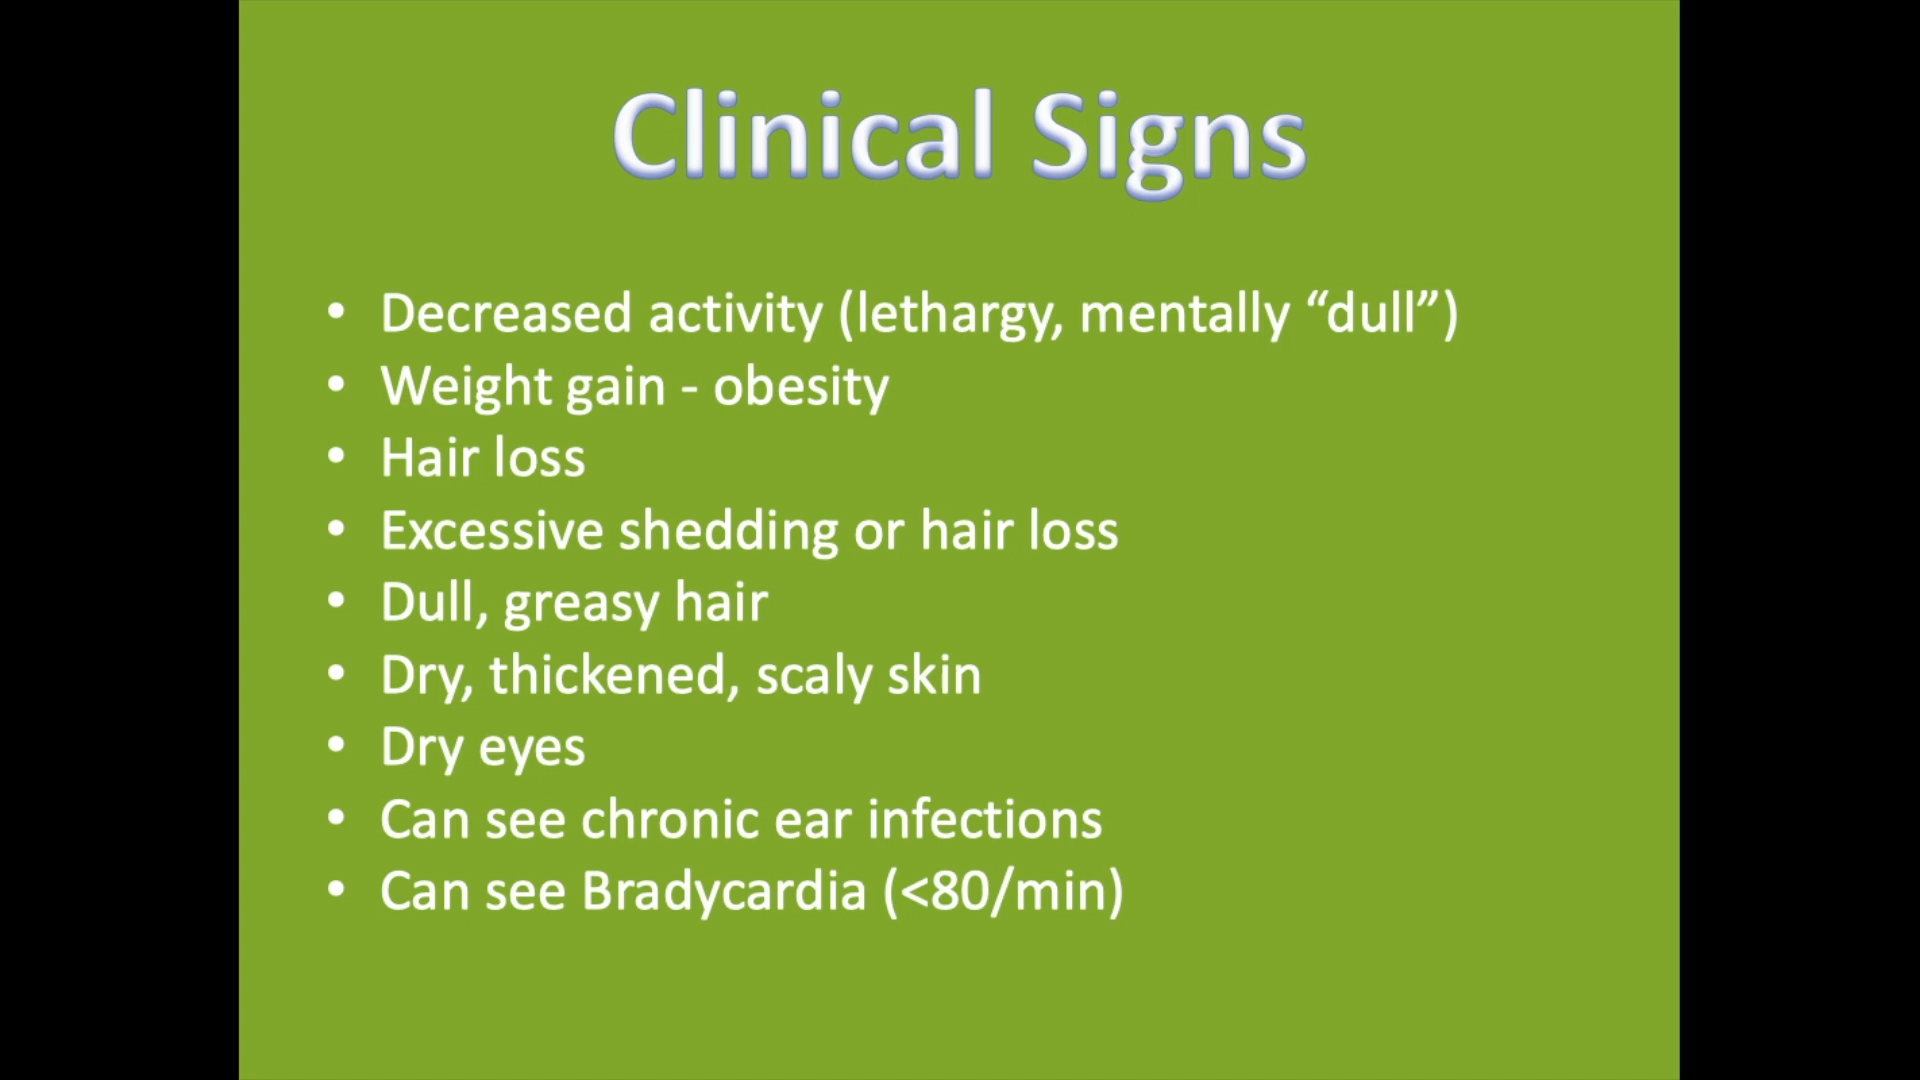 Clinical Signs
• Decreased activity (lethargy, mentally “dull”)
• Weight gain - obesity
• Hair loss
• Excessive shedding or hair loss
• Dull, greasy hair
• Dry, thickened, scaly skin
• Dry eyes
• Can see chronic ear infections
• Can see Bradycardia (<80/min)